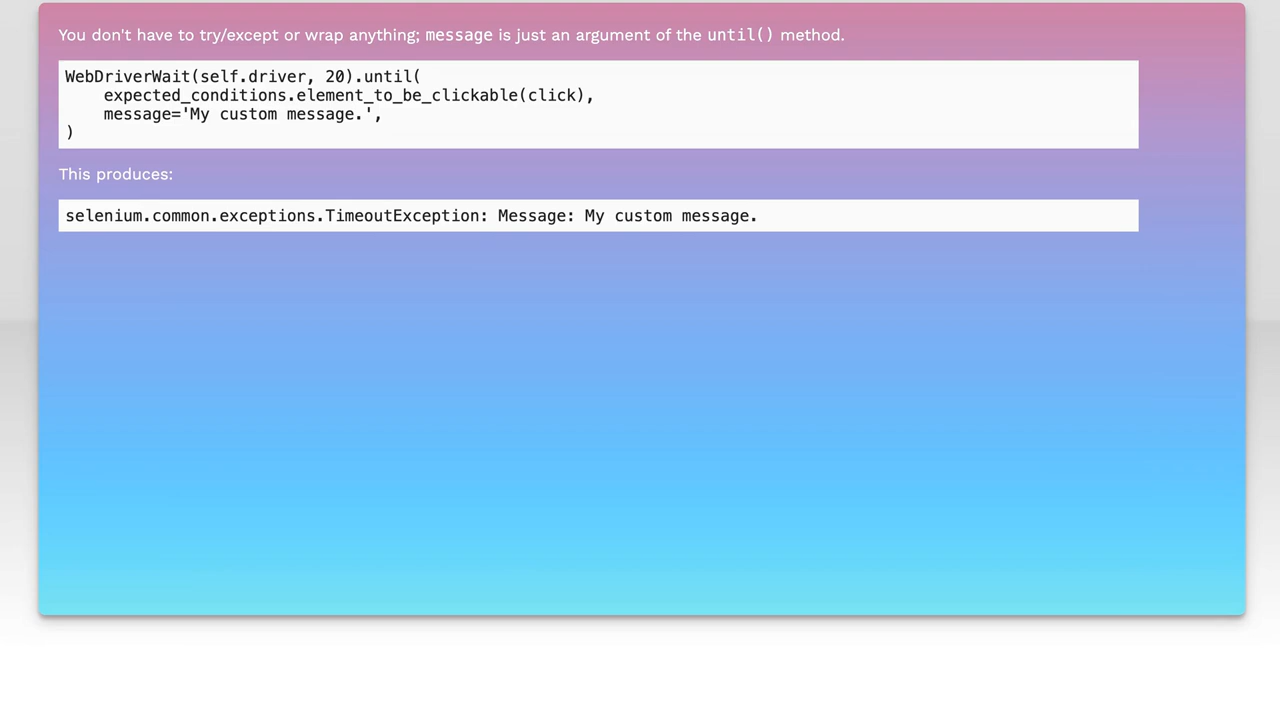 You don't have to try/except or wrap anything; message is just an argument of the until() method.
WebDriverWait(self.driver, 20).until(
    expected_conditions.element_to_be_clickable(click),
    message='My custom message.',
)
This produces:
selenium.common.exceptions.TimeoutException: Message: My custom message.